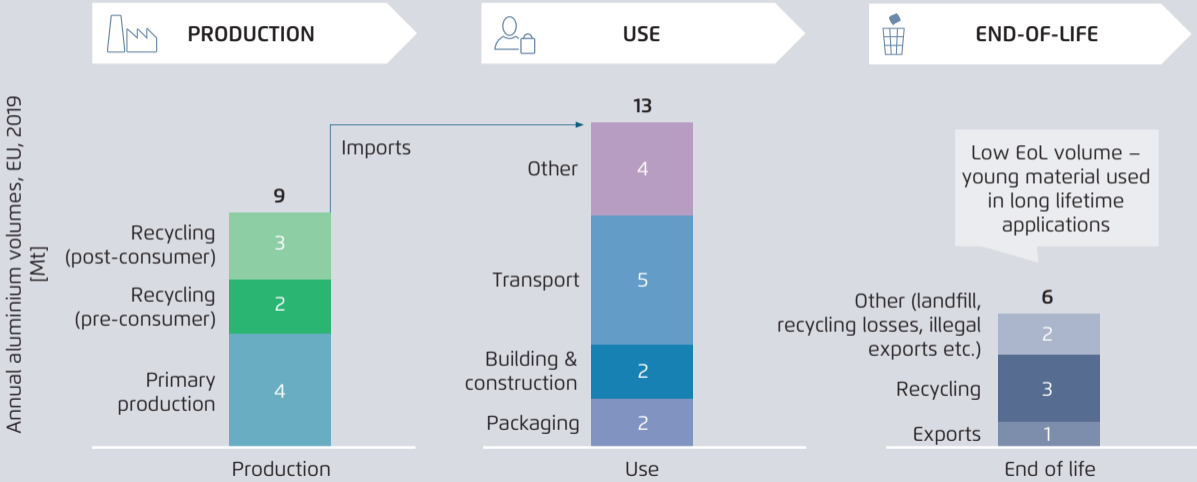 PRODUCTION
USE
END-OF-LIFE
Annual aluminium volumes, EU, 2019
[Mt]
9
Recycling
(post-consumer)
3
Recycling
(pre-consumer)
2
Primary
production
4
Production
Imports
13
Other
4
Transport
5
Building &
construction
2
Packaging
2
Use
Low EoL volume –
young material used
in long lifetime
applications
6
Other (landfill,
recycling losses, illegal
exports etc.)
2
Recycling
3
Exports
1
End of life